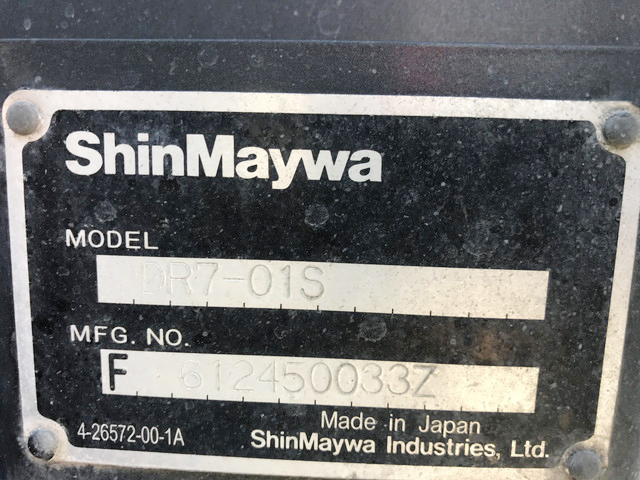 ShinMaywa
MODEL
DR7-01S
MFG. NO.
F 612450033Z
Made in Japan
4-26572-00-1A
ShinMaywa Industries, Ltd.